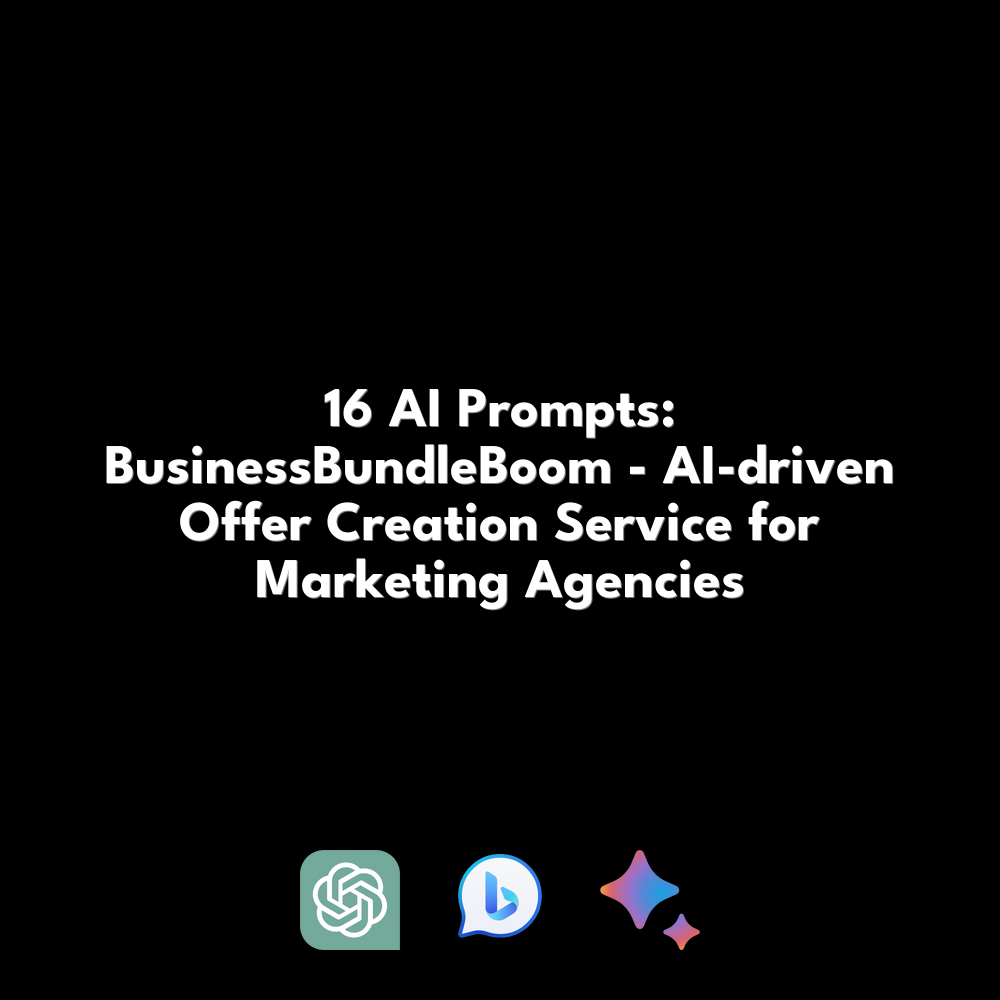 16 AI Prompts:
BusinessBundleBoom - AI-driven
Offer Creation Service for
Marketing Agencies